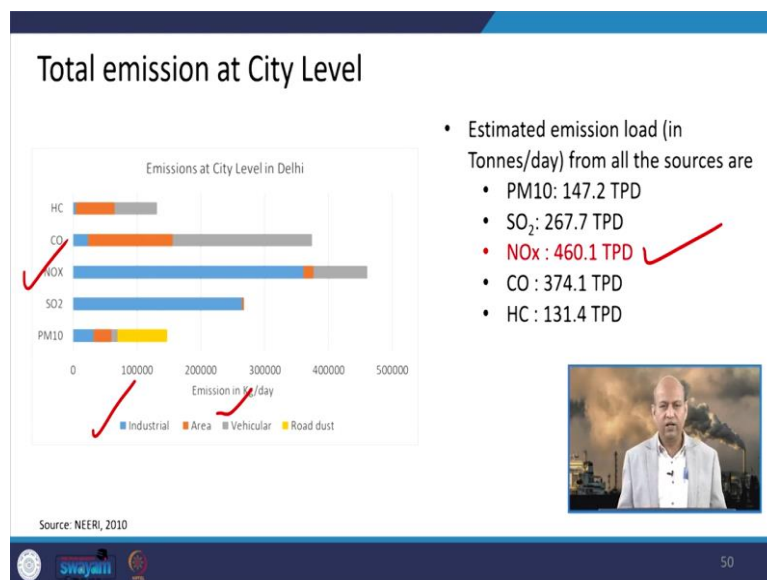 Total emission at City Level
Emissions at City Level in Delhi
HC
CO
NOX
SO2
PM10
0 100000 200000 300000 400000 500000
Emission in Kg/day
Industrial Area Vehicular Road dust
• Estimated emission load (in
Tonnes/day) from all the sources are
• PM10: 147.2 TPD
• SO₂: 267.7 TPD
• NOx : 460.1 TPD
• CO : 374.1 TPD
• HC : 131.4 TPD
Source: NEERI, 2010
swayam
50